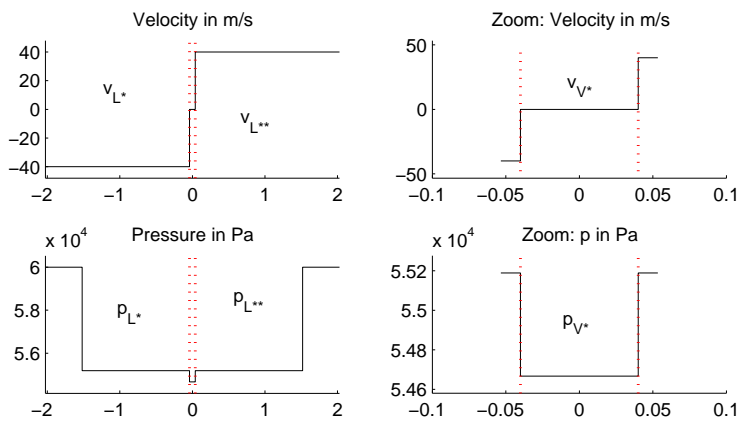 Velocity in m/s
40
20
0
−20
−40
v_{L*}
v_{L**}
−2
−1
0
1
2
Zoom: Velocity in m/s
50
0
−50
v_{V*}
−0.1
−0.05
0
0.05
0.1
x 10^4
Pressure in Pa
6
5.8
5.6
p_{L*}
p_{L**}
−2
−1
0
1
2
x 10^4
Zoom: p in Pa
5.52
5.5
5.48
5.46
p_{V*}
−0.1
−0.05
0
0.05
0.1